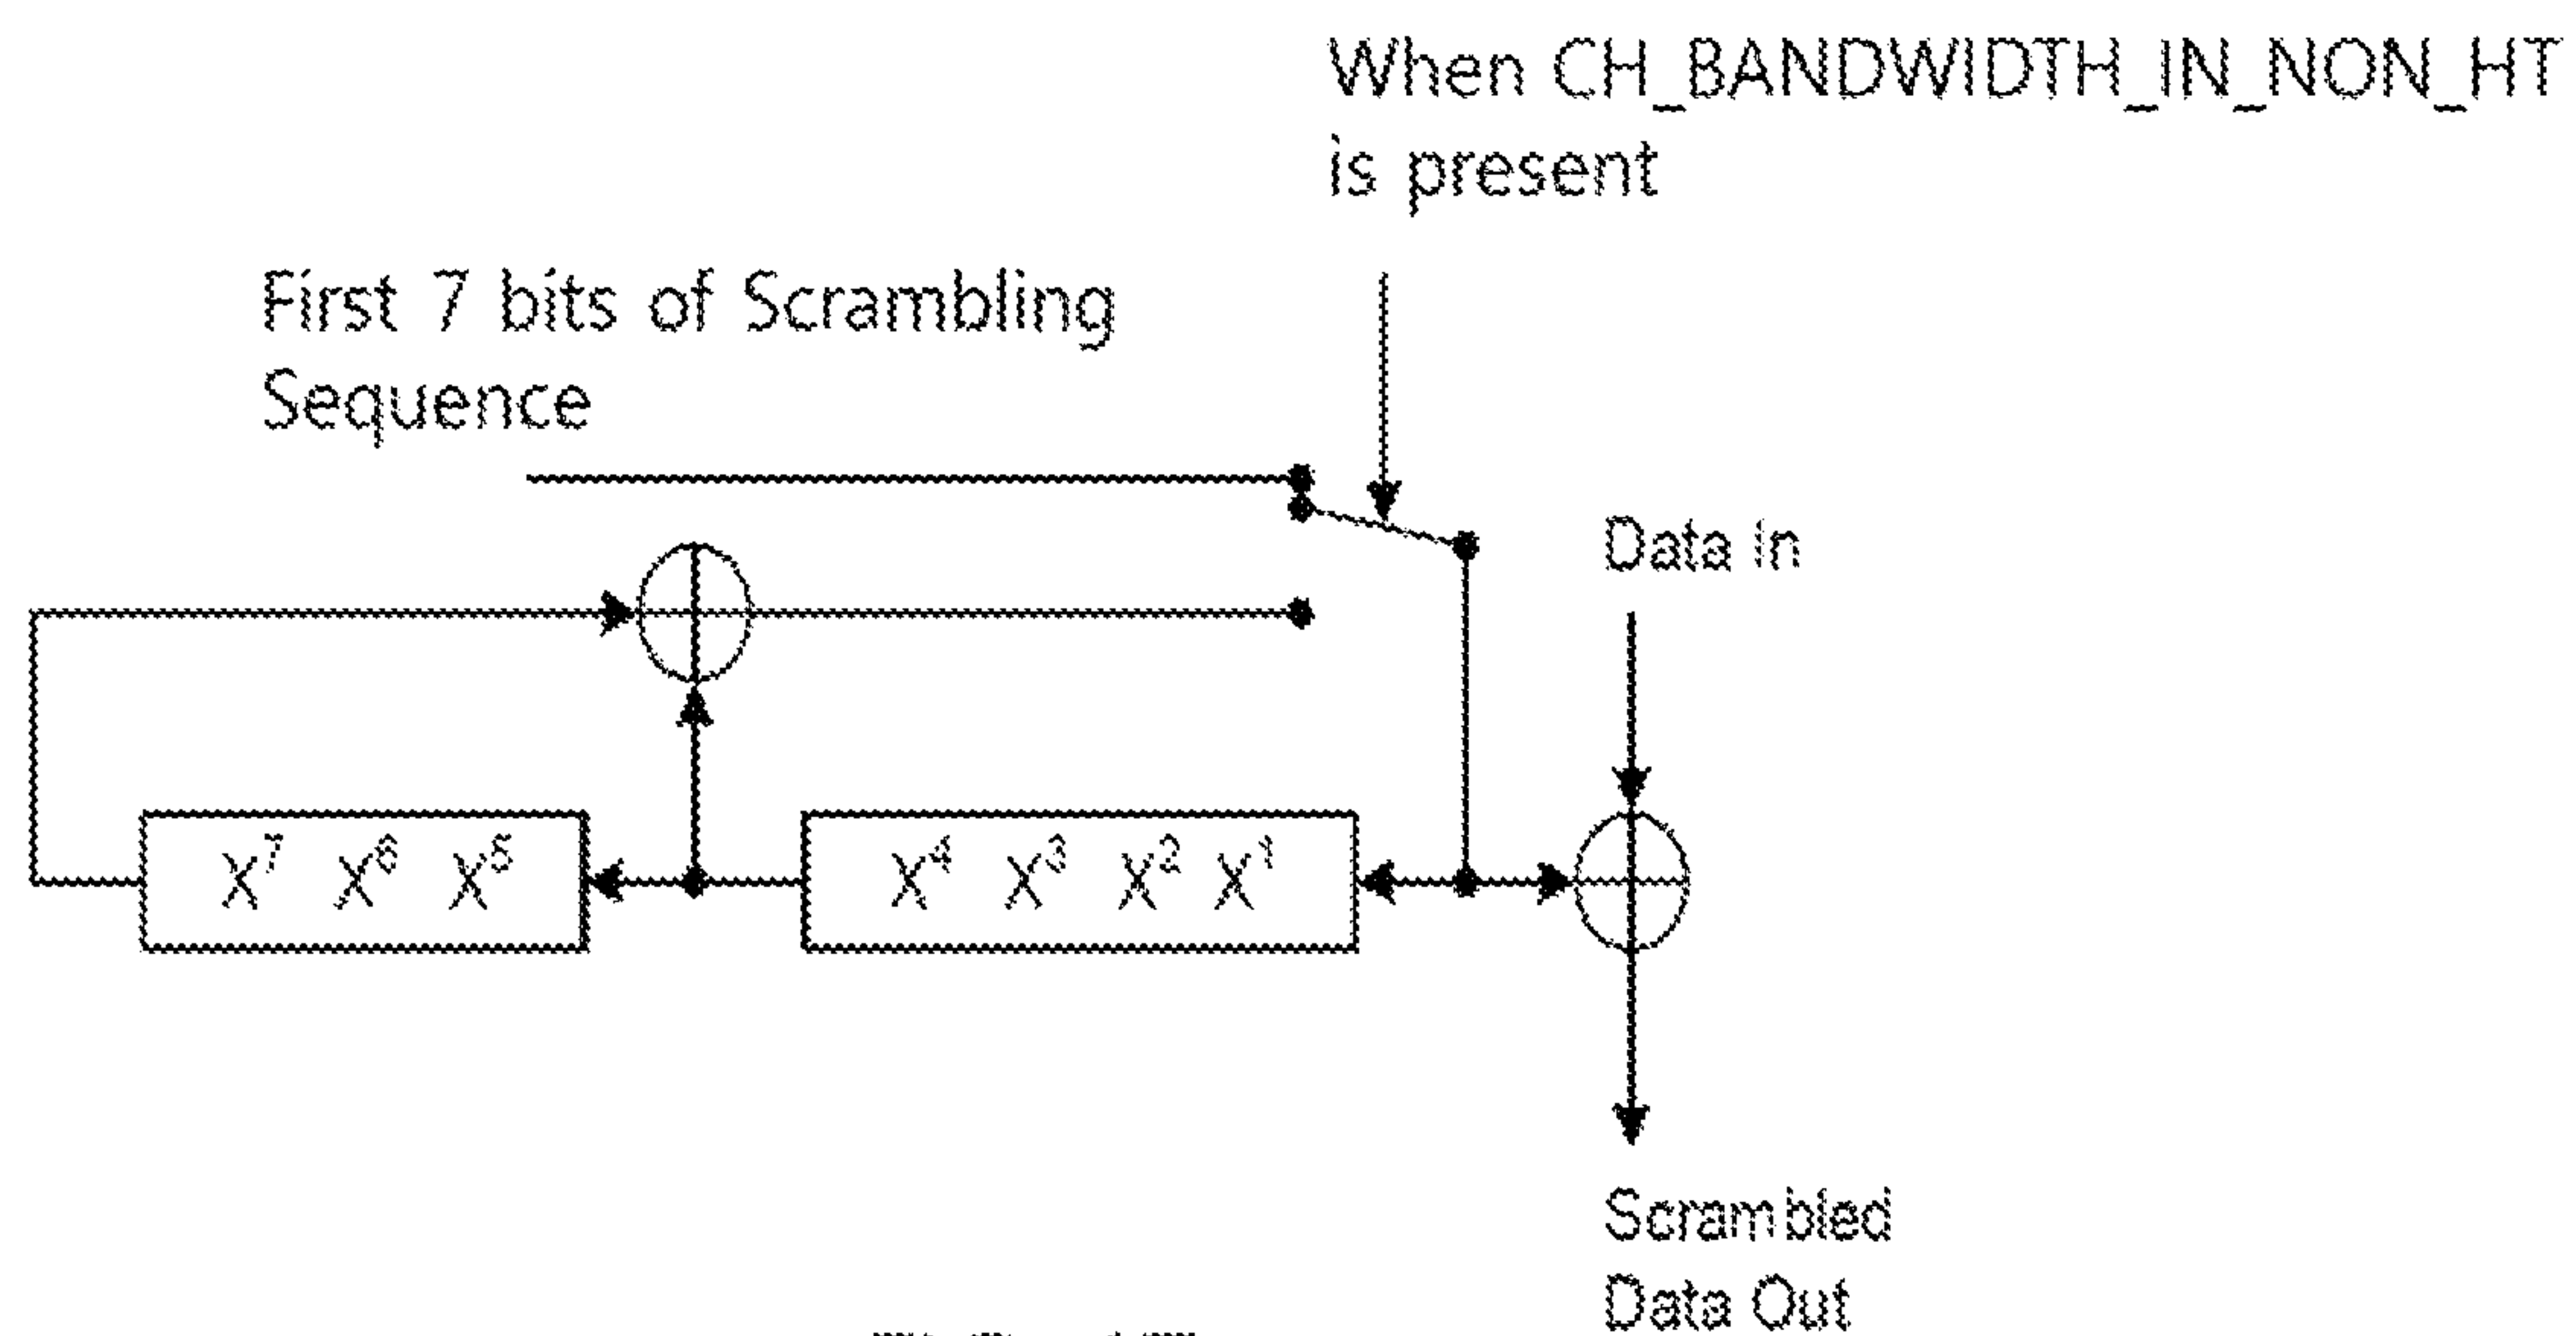 When CH_BANDWIDTH_IN_NON_HT
is present
First 7 bits of Scrambling
Sequence
Data In
X⁷ X⁶ X⁵
X⁴ X³ X² X¹
Scrambled
Data Out